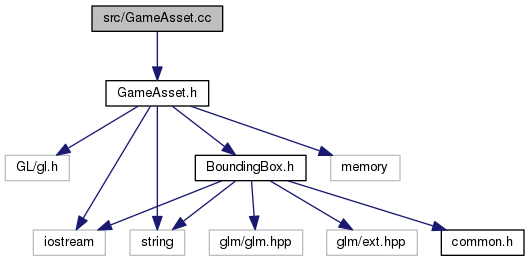 src/GameAsset.cc
GameAsset.h
GL/gl.h
BoundingBox.h
memory
iostream
string
glm/glm.hpp
glm/ext.hpp
common.h